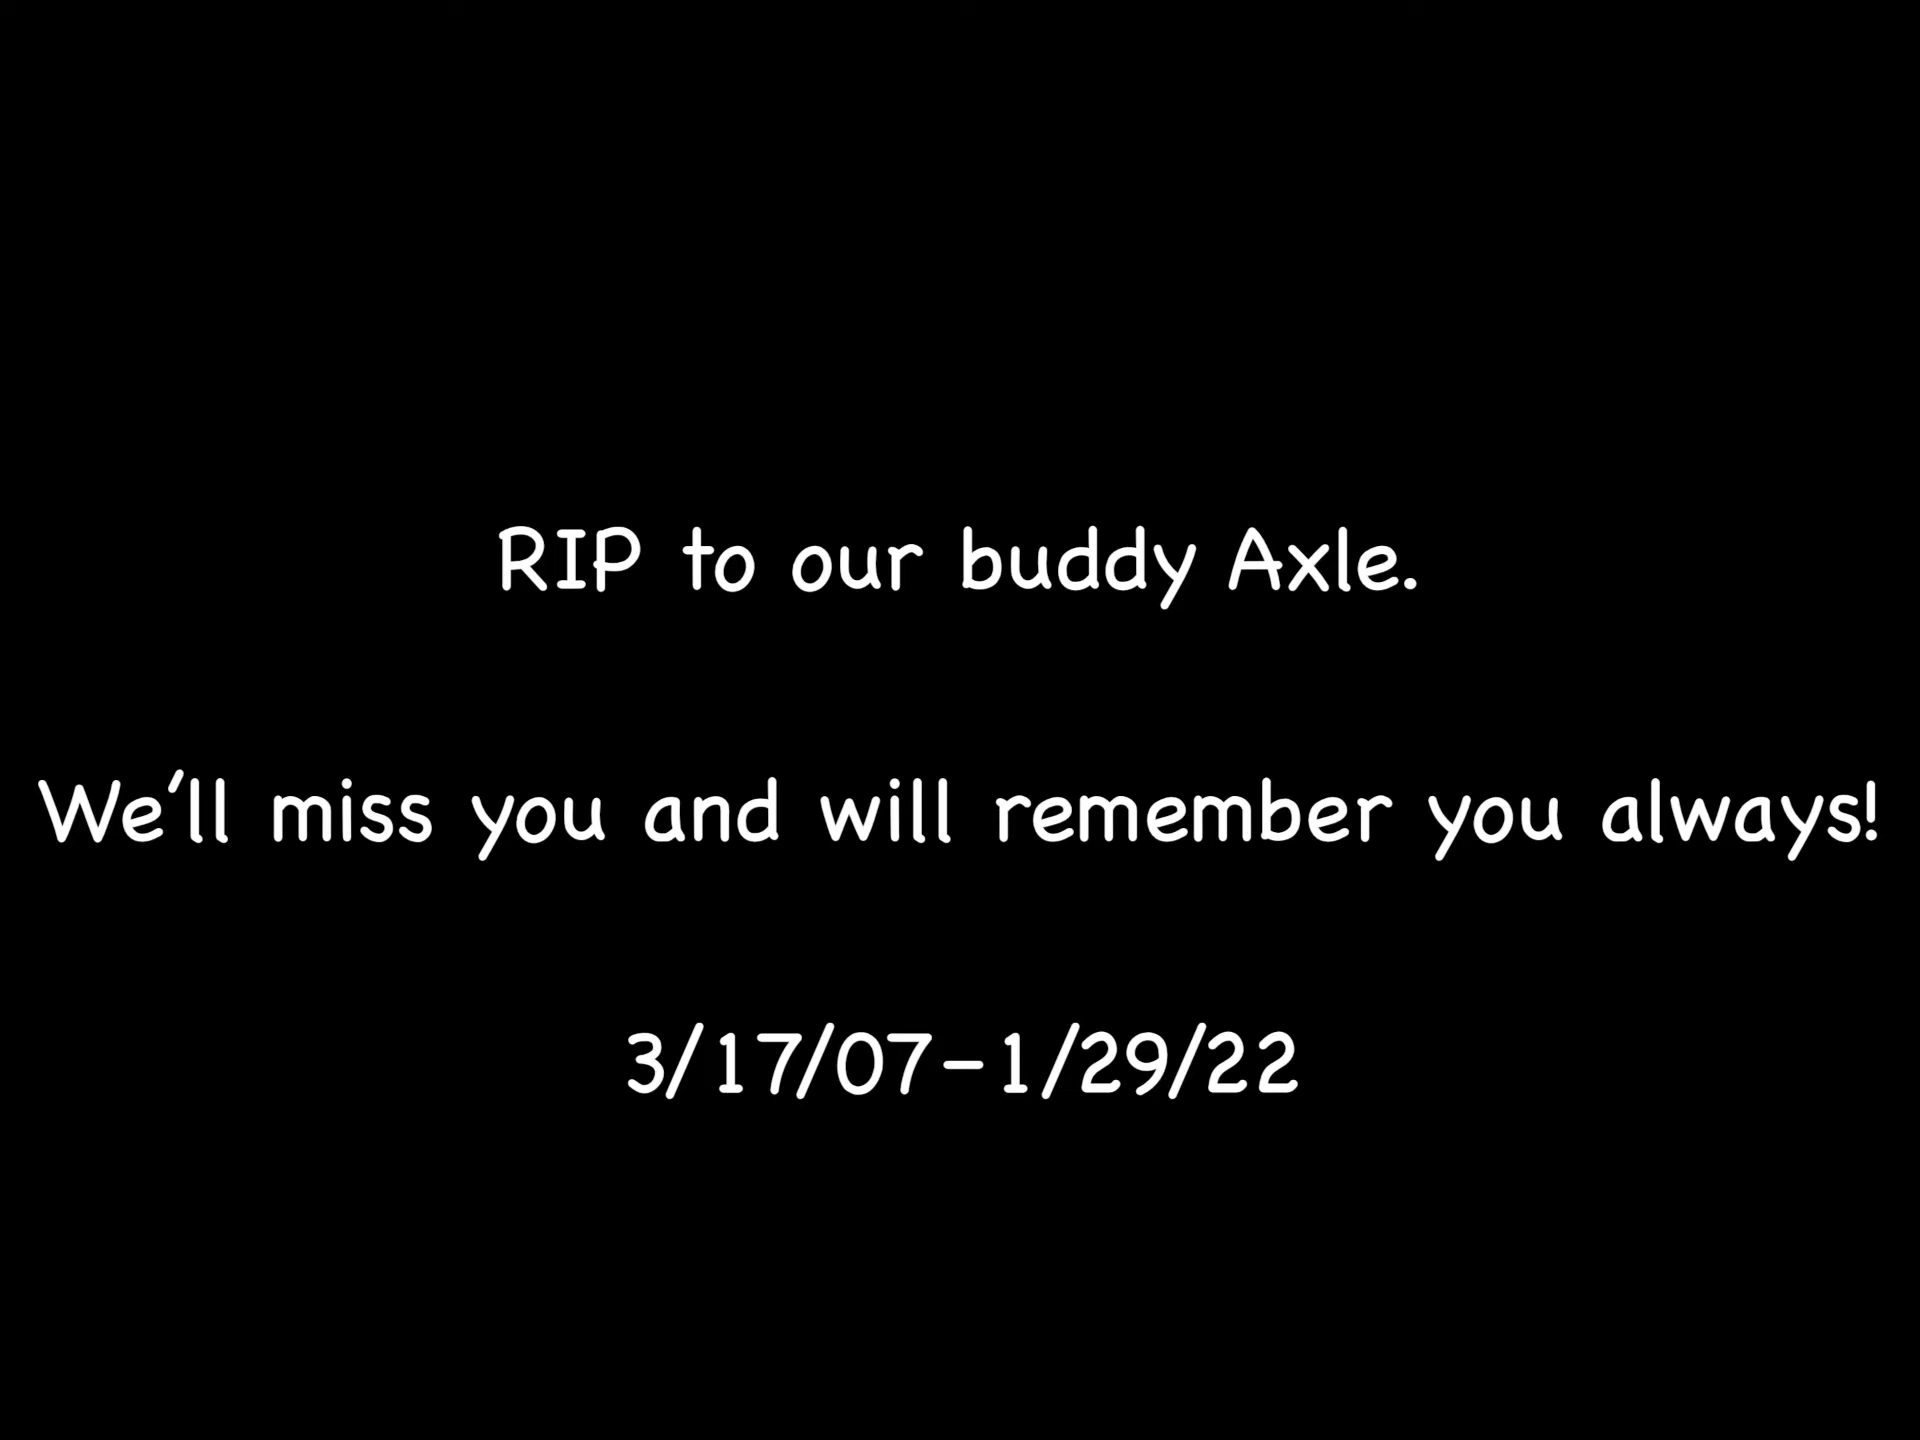 RIP to our buddy Axle.
We'll miss you and will remember you always!
3/17/07-1/29/22